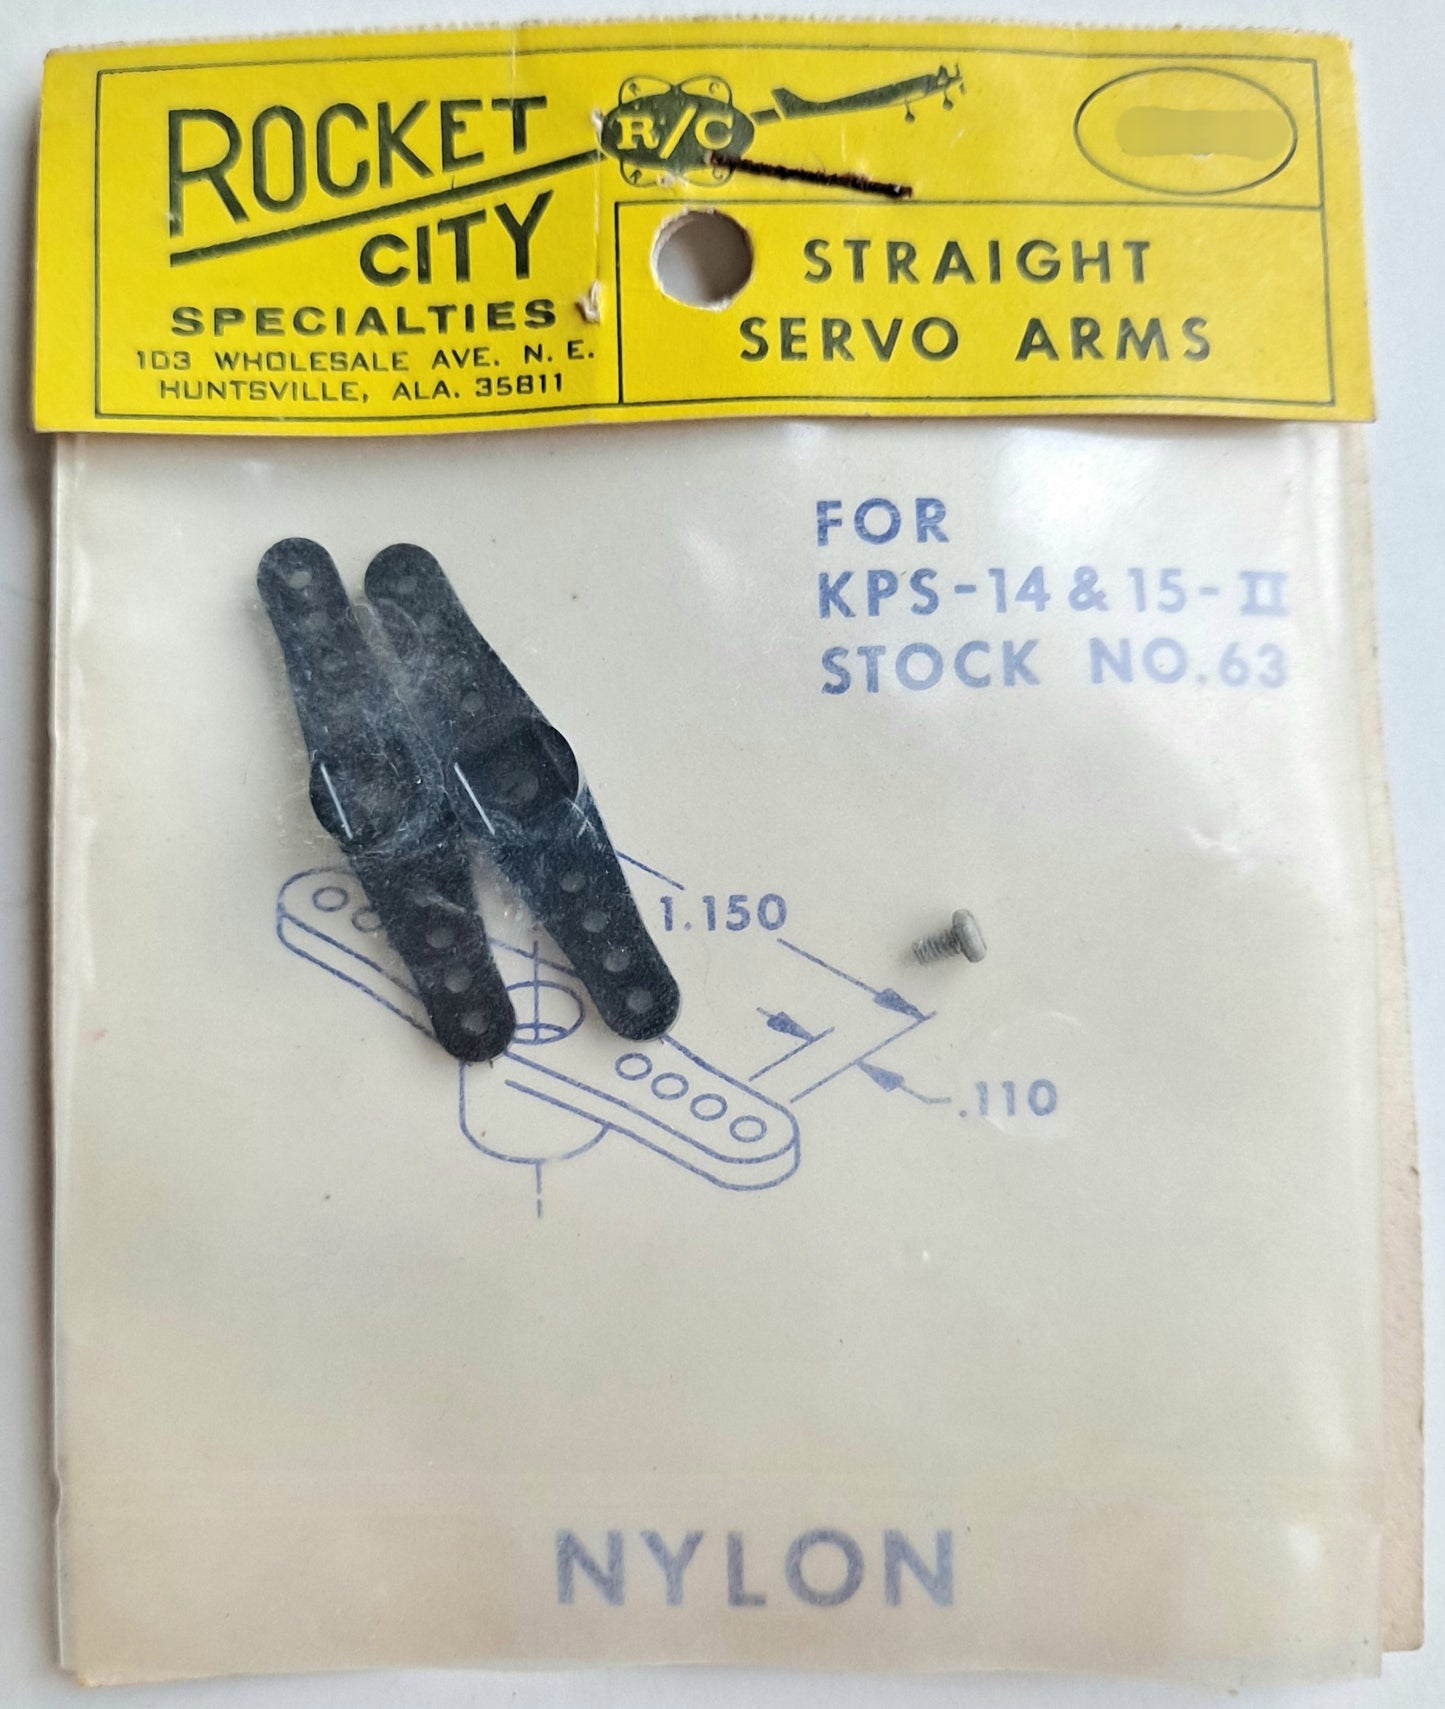 ROCKET
CITY
R/C
SPECIALTIES
103 WHOLESALE AVE. N. E.
HUNTSVILLE, ALA. 35811
STRAIGHT
SERVO ARMS
FOR
KPS-14 & 15-II
STOCK NO. 63
1.150
.110
NYLON